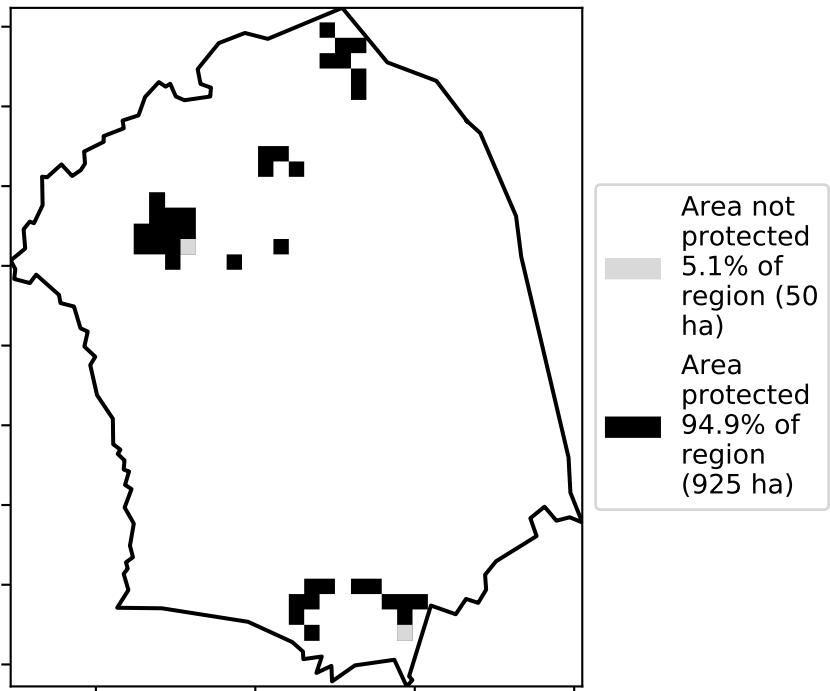 Area not
protected
5.1% of
region (50
ha)
Area
protected
94.9% of
region
(925 ha)